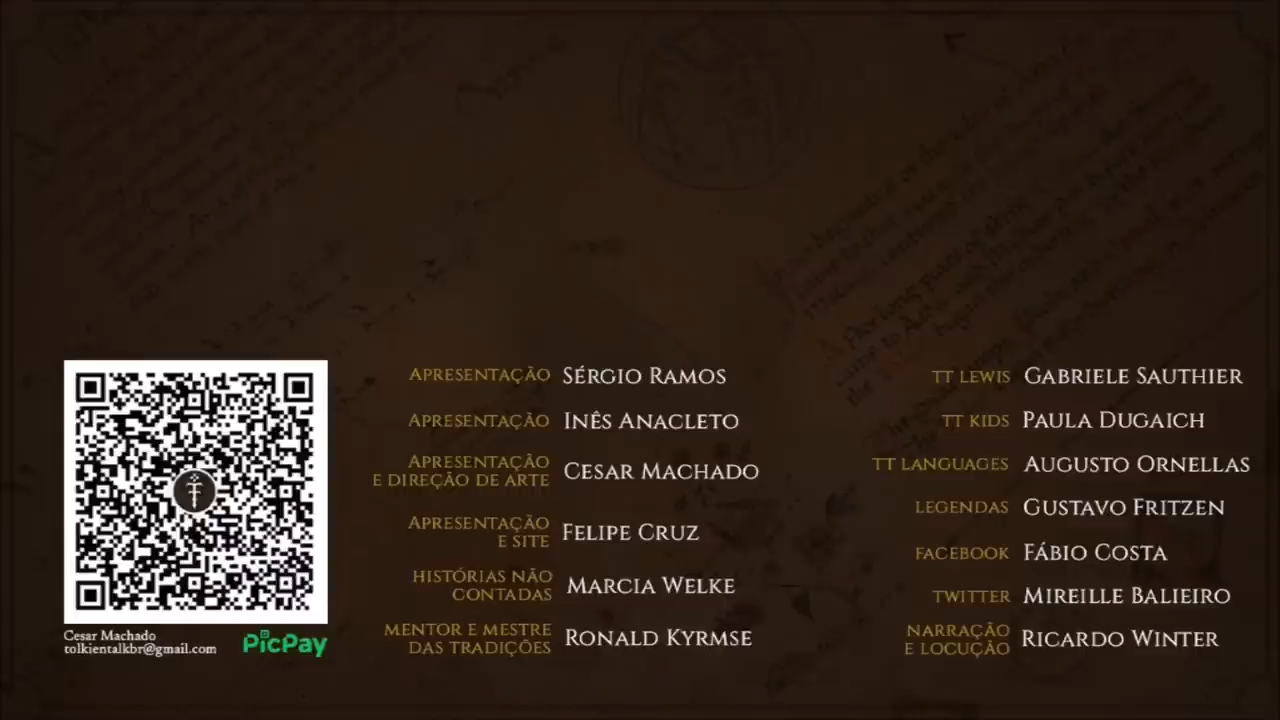 APRESENTAÇÃO SÉRGIO RAMOS
APRESENTAÇÃO INÊS ANACLETO
APRESENTAÇÃO
E DIREÇÃO DE ARTE CESAR MACHADO
APRESENTAÇÃO
E SITE FELIPE CRUZ
HISTÓRIAS NÃO
CONTADAS MARCIA WELKE
MENTOR E MESTRE
DAS TRADIÇÕES RONALD KYRMSE
TT LEWIS GABRIELE SAUTHIER
TT KIDS PAULA DUGAICH
TT LANGUAGES AUGUSTO ORNELLAS
LEGENDAS GUSTAVO FRITZEN
FACEBOOK FÁBIO COSTA
TWITTER MIREILLE BALIEIRO
NARRAÇÃO
E LOCUÇÃO RICARDO WINTER
Cesar Machado
tolkientalkbr@gmail.com
PicPay